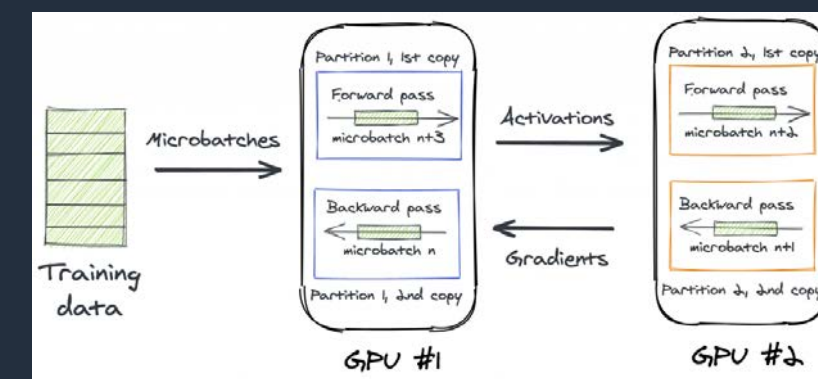 Training
data
Microbatches
Partition 1, 1st copy
Forward pass
microbatch n+3
Backward pass
microbatch n
Partition 1, 2nd copy
GPU #1
Activations
Gradients
Partition 2, 1st copy
Forward pass
microbatch n+2
Backward pass
microbatch n+1
Partition 2, 2nd copy
GPU #2